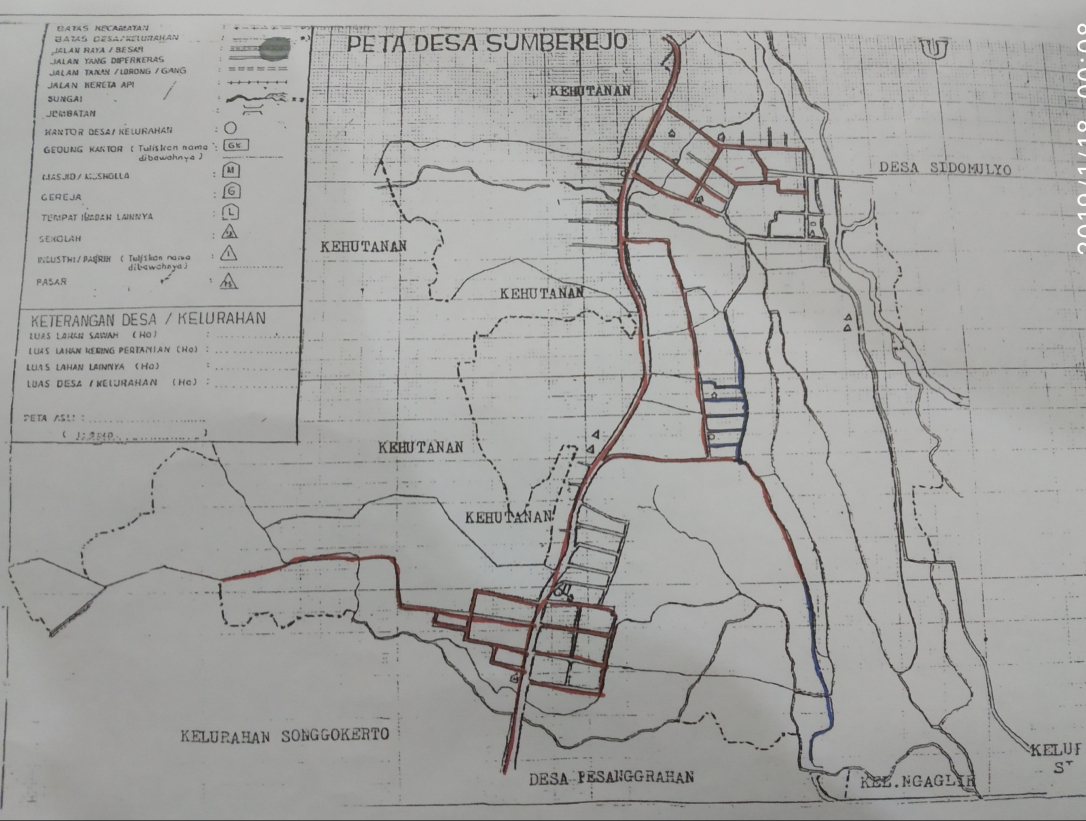 BATAS KECAMATAN
BATAS DESA/KELURAHAN
JALAN RAYA / BESAR
JALAN YANG DIPERKERAS
JALAN TANAH / LORONG / GANG
JALAN KERETA API
SUNGAI
JEMBATAN
KANTOR DESA/ KELURAHAN :
GEDUNG KANTOR ( Tuliskan nama : GK
dibawahnya )
MASJID / MUSHOLLA : M
GEREJA : G
TEMPAT IBADAH LAINNYA : L
SEKOLAH :
INDUSTRI/PABRIK ( Tuliskan nama : I
dibawahnya)
PASAR :
KETERANGAN DESA / KELURAHAN
LUAS LAHAN SAWAH (Ha) :
LUAS LAHAN KERING PERTANIAN (Ha) :
LUAS LAHAN LAINNYA (Ha) :
LUAS DESA / KELURAHAN (Ha) :
PETA ASLI :
PETA DESA SUMBEREJO
U
KEHUTANAN
DESA SIDOMULYO
KEHUTANAN
KEHUTANAN
KEHUTANAN
KEHUTANAN
KELURAHAN SONGGOKERTO
DESA PESANGGRAHAN
KEL.NGAGLIK
KELUR
ST
2019/11/18 00:08